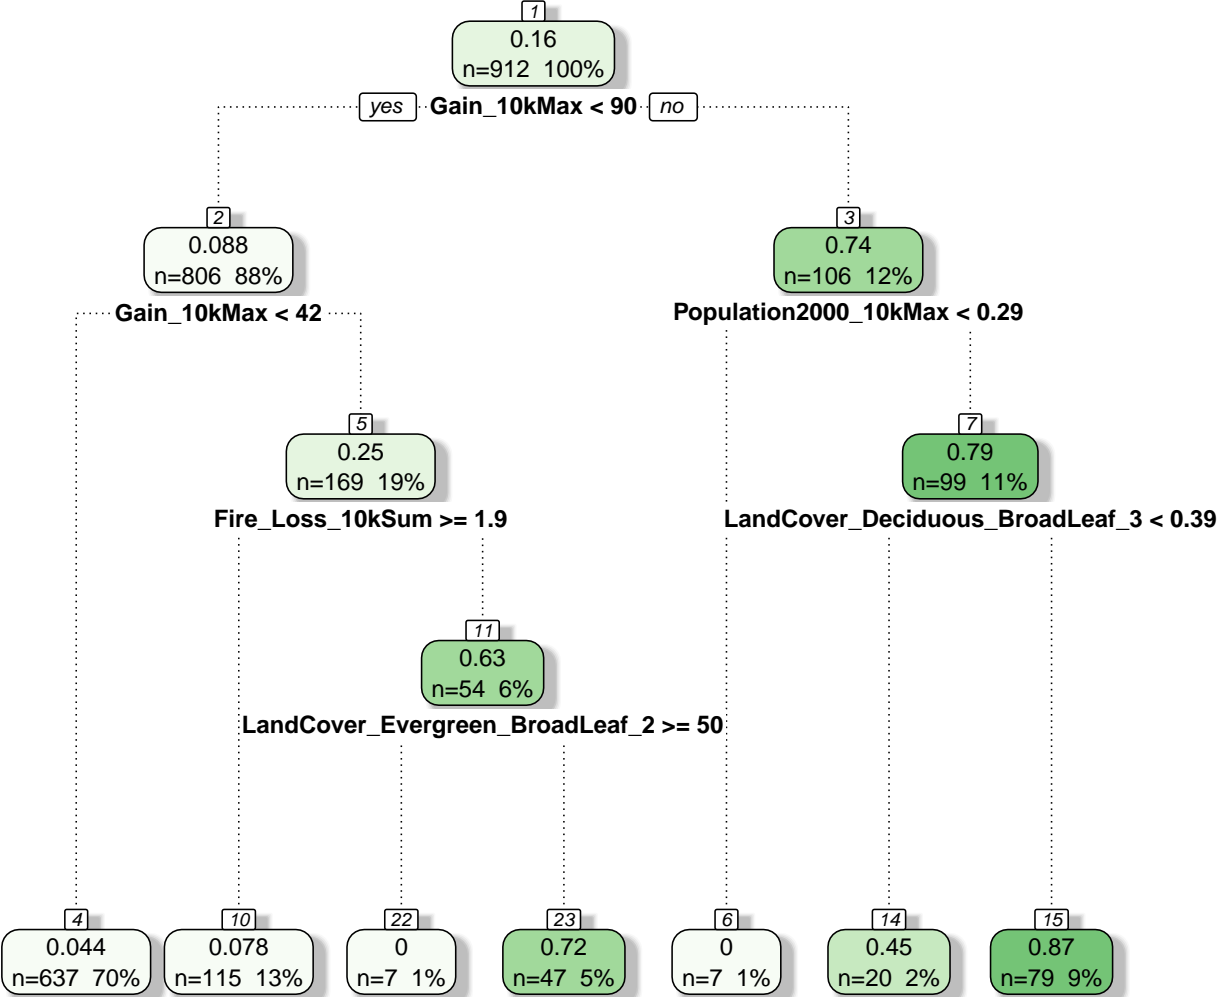 1
0.16
n=912 100%
yes Gain_10kMax < 90 no
2
0.088
n=806 88%
Gain_10kMax < 42
3
0.74
n=106 12%
Population2000_10kMax < 0.29
5
0.25
n=169 19%
Fire_Loss_10kSum >= 1.9
7
0.79
n=99 11%
LandCover_Deciduous_BroadLeaf_3 < 0.39
11
0.63
n=54 6%
LandCover_Evergreen_BroadLeaf_2 >= 50
4
0.044
n=637 70%
10
0.078
n=115 13%
22
0
n=7 1%
23
0.72
n=47 5%
6
0
n=7 1%
14
0.45
n=20 2%
15
0.87
n=79 9%